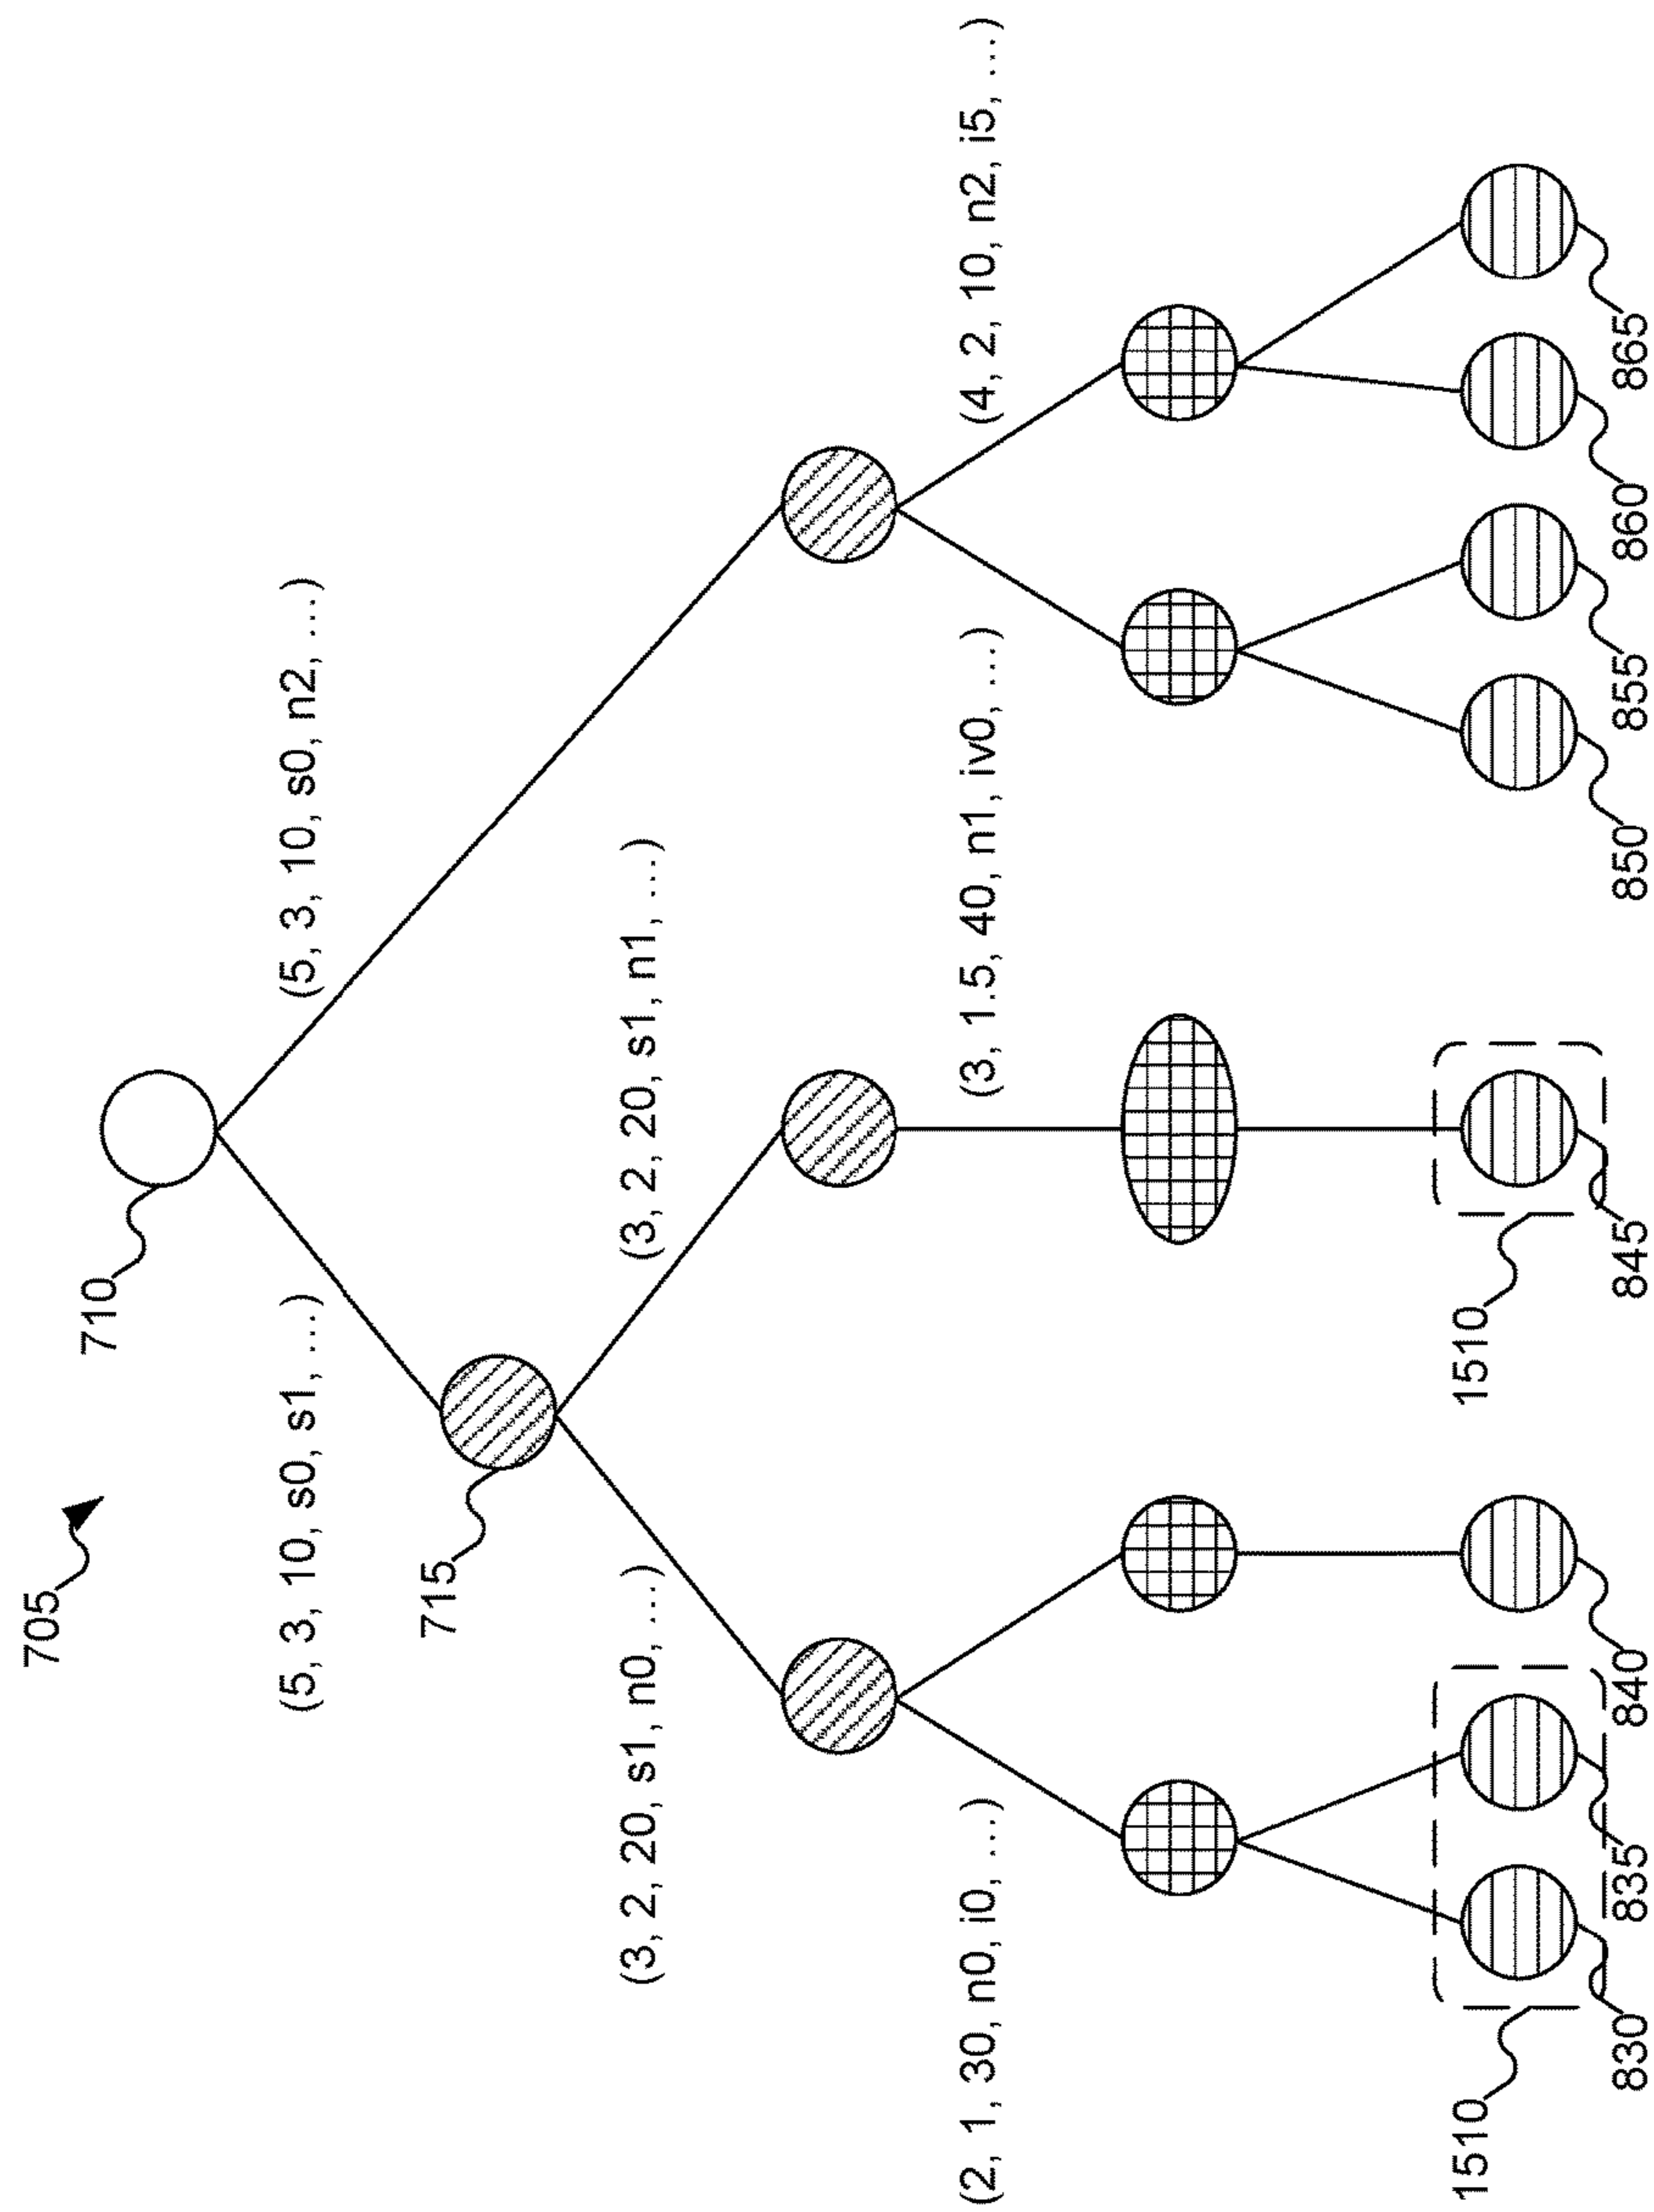 705
710
(5, 3, 10, s0, s1, …)
(5, 3, 10, s0, n2, …)
715
(3, 2, 20, s1, n0, …)
(3, 2, 20, s1, n1, …)
(2, 1, 30, n0, i0, …)
(3, 1.5, 40, n1, iv0, …)
(4, 2, 10, n2, i5, …)
1510
1510
830
835
840
845
850
855
860
865